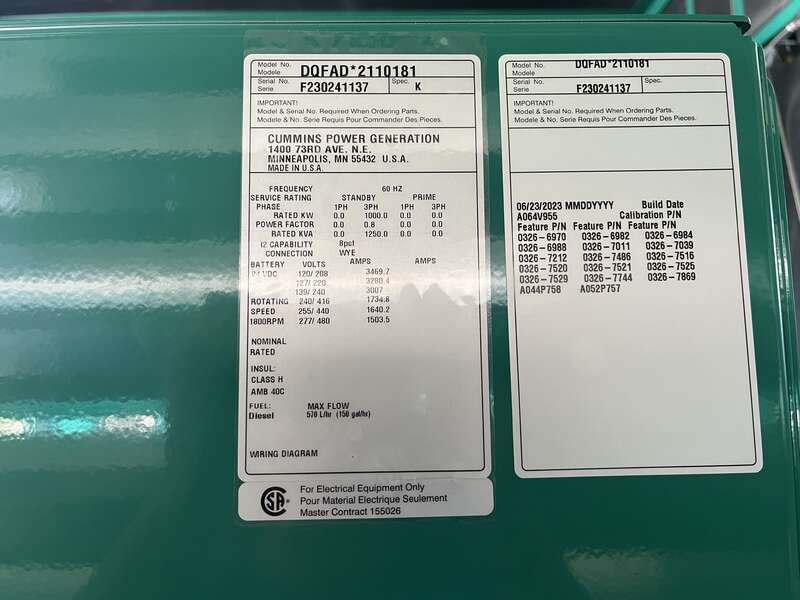 Model No.
Modele DQFAD*2110181
Serial No.
Serie F230241137 Spec. K
IMPORTANT!
Model & Serial No. Required When Ordering Parts.
Modele & No. Serie Requis Pour Commander Des Pieces.
CUMMINS POWER GENERATION
1400 73RD AVE. N.E.
MINNEAPOLIS, MN 55432 U.S.A.
MADE IN U.S.A.
FREQUENCY 60 HZ
SERVICE RATING STANDBY PRIME
PHASE 1PH 3PH 1PH 3PH
RATED KW 0.0 1000.0 0.0 0.0
POWER FACTOR 0.0 0.8 0.0 0.0
RATED KVA 0.0 1250.0 0.0 0.0
I2 CAPABILITY 8pct
CONNECTION WYE
BATTERY VOLTS AMPS AMPS
24 VDC 120/ 208 3469.7
127/ 220 3280.4
139/ 240 3007
ROTATING 240/ 416 1734.8
SPEED 255/ 440 1640.2
1800RPM 277/ 480 1503.5
NOMINAL
RATED
INSUL:
CLASS H
AMB 40C
FUEL: MAX FLOW
Diesel 570 L/hr (150 gal/hr)
WIRING DIAGRAM
SA ® For Electrical Equipment Only
Pour Material Electrique Seulement
Master Contract 155026
Model No.
Modele DQFAD*2110181
Serial No.
Serie F230241137 Spec.
IMPORTANT!
Model & Serial No. Required When Ordering Parts.
Modele & No. Serie Requis Pour Commander Des Pieces.
06/23/2023 MMDDYYYY Build Date
A064V955 Calibration P/N
Feature P/N Feature P/N Feature P/N
0326-6970 0326-6982 0326-6984
0326-6988 0326-7011 0326-7039
0326-7212 0326-7486 0326-7516
0326-7520 0326-7521 0326-7525
0326-7529 0326-7744 0326-7869
A044P758 A052P757